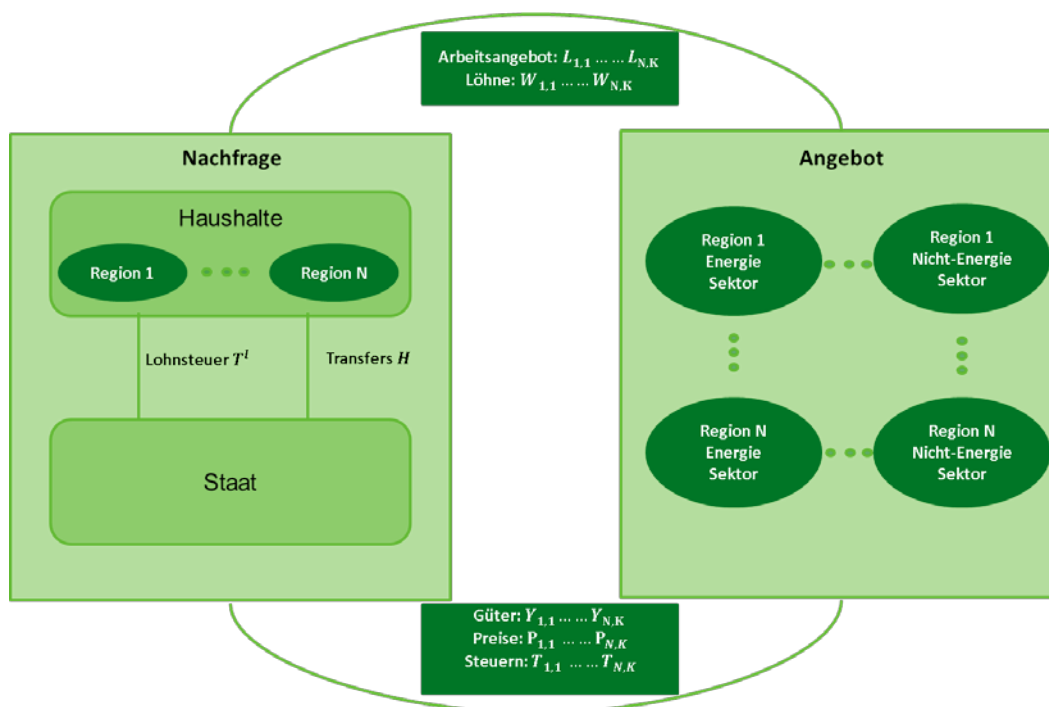 Arbeitsangebot: L1,1 ... ... LN,K
Löhne: W1,1 ... ... WN,K
Nachfrage
Haushalte
Region 1
Region N
Lohnsteuer T^l
Transfers H
Staat
Angebot
Region 1
Energie
Sektor
Region 1
Nicht-Energie
Sektor
Region N
Energie
Sektor
Region N
Nicht-Energie
Sektor
Güter: Y1,1 ... ... YN,K
Preise: P1,1 ... ... PN,K
Steuern: T1,1 ... ... TN,K